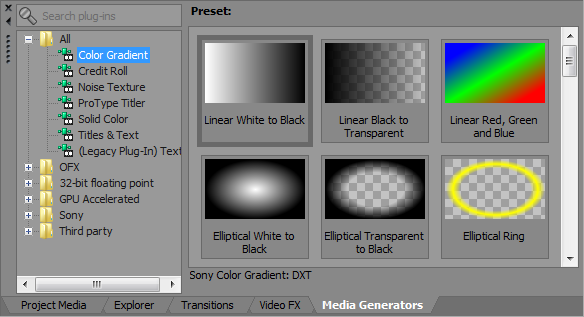 Search plug-ins
All
Color Gradient
Credit Roll
Noise Texture
ProType Titler
Solid Color
Titles & Text
(Legacy Plug-In) Text
OFX
32-bit floating point
GPU Accelerated
Sony
Third party
Preset:
Linear White to Black
Linear Black to
Transparent
Linear Red, Green
and Blue
Elliptical White to
Black
Elliptical Transparent
to Black
Elliptical Ring
Sony Color Gradient: DXT
Project Media
Explorer
Transitions
Video FX
Media Generators